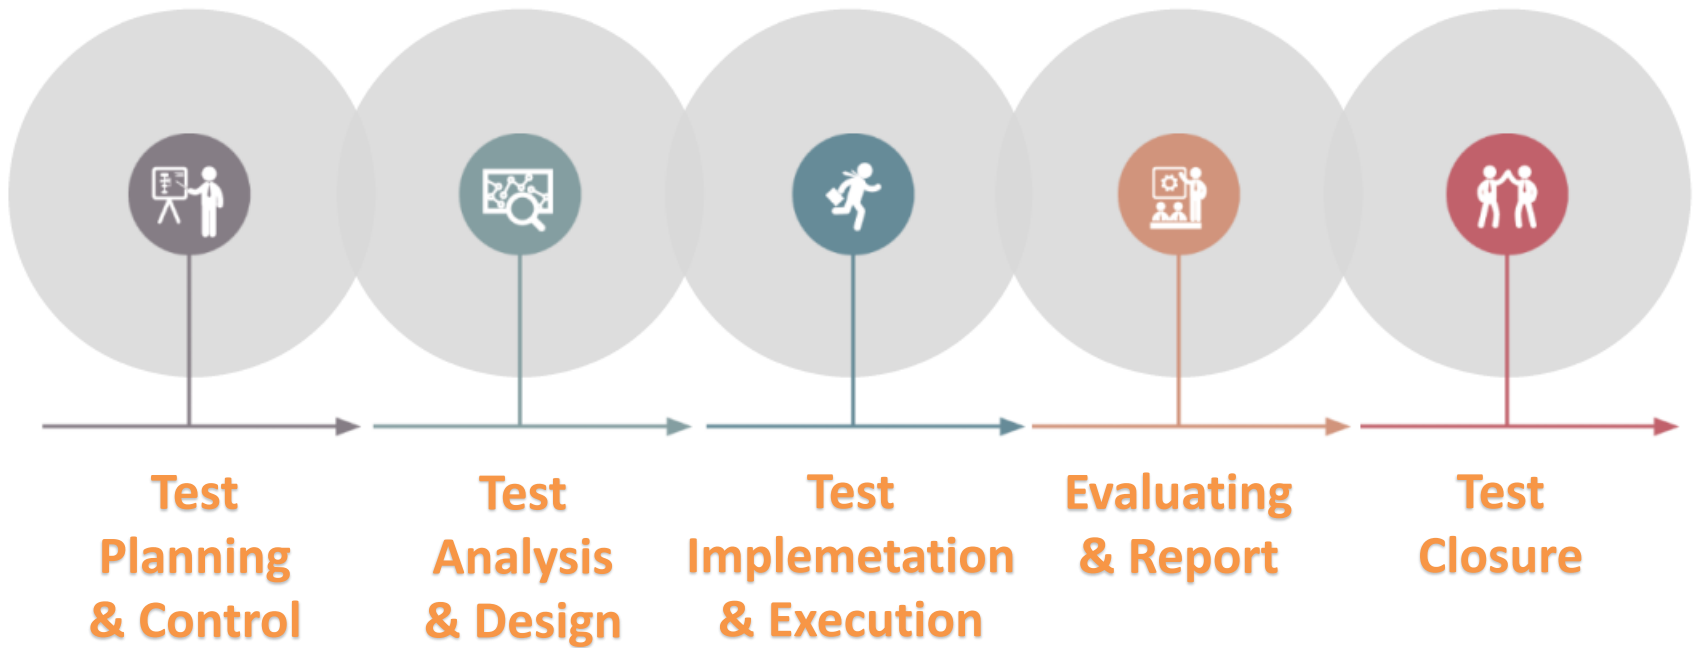 Test
Planning
& Control
Test
Analysis
& Design
Test
Implemetation
& Execution
Evaluating
& Report
Test
Closure